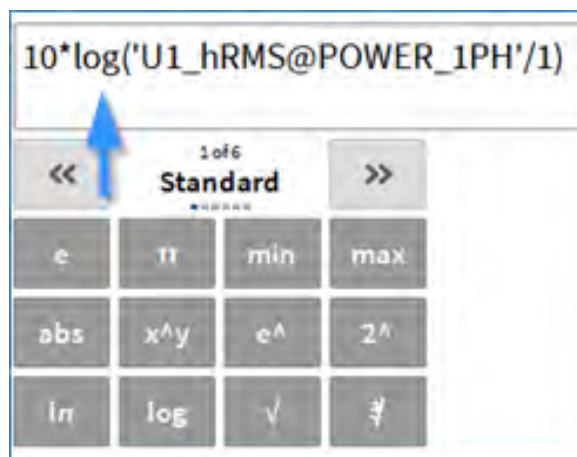 10*log('U1_hRMS@POWER_1PH'/1)
1 of 6
« Standard »
e π min max
abs x^y e^ 2^
ln log √ ∛